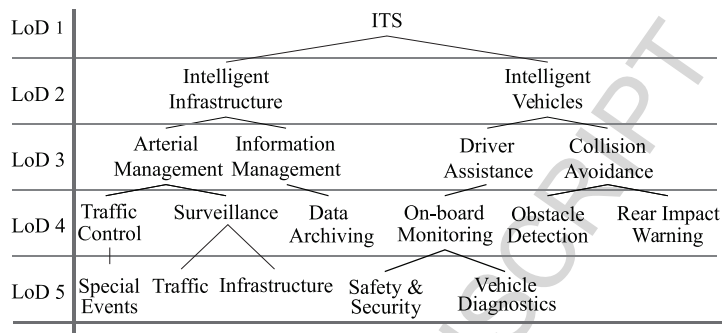 LoD 1
ITS
LoD 2
Intelligent
Infrastructure
Intelligent
Vehicles
LoD 3
Arterial
Management
Information
Management
Driver
Assistance
Collision
Avoidance
LoD 4
Traffic
Control
Surveillance
Data
Archiving
On-board
Monitoring
Obstacle
Detection
Rear Impact
Warning
LoD 5
Special
Events
Traffic
Infrastructure
Safety &
Security
Vehicle
Diagnostics